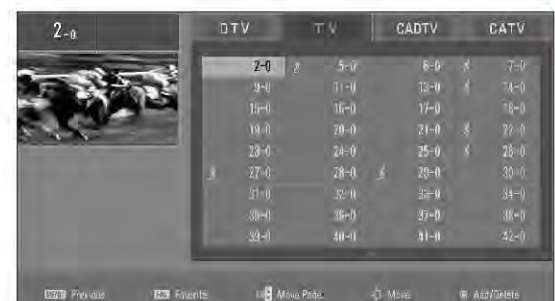 2-0
DTV TV CADTV CATV
2-0 5-0 6-0 7-0
9-0 11-0 13-0 14-0
15-0 16-0 17-0 18-0
19-0 20-0 21-0 22-0
23-0 24-0 25-0 26-0
27-0 28-0 29-0 30-0
31-0 32-0 33-0 34-0
36-0 37-0 38-0
39-0 40-0 41-0 42-0
MENU Previous FAV Favorite Move Page Move Add/Delete